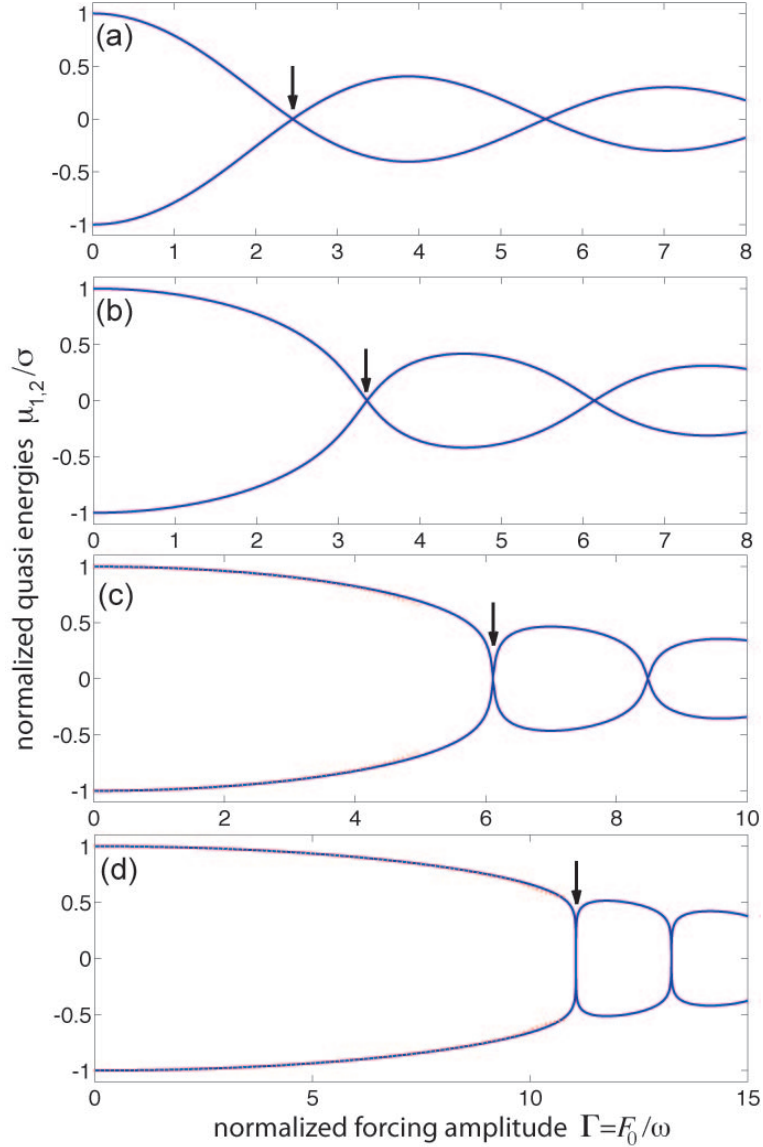 (a)
1
0.5
0
-0.5
-1
0 1 2 3 4 5 6 7 8
(b)
1
0.5
0
-0.5
-1
0 1 2 3 4 5 6 7 8
(c)
1
0.5
0
-0.5
-1
0 2 4 6 8 10
(d)
1
0.5
0
-0.5
-1
0 5 10 15
normalized quasi energies μ1,2/σ
normalized forcing amplitude Γ=F0/ω